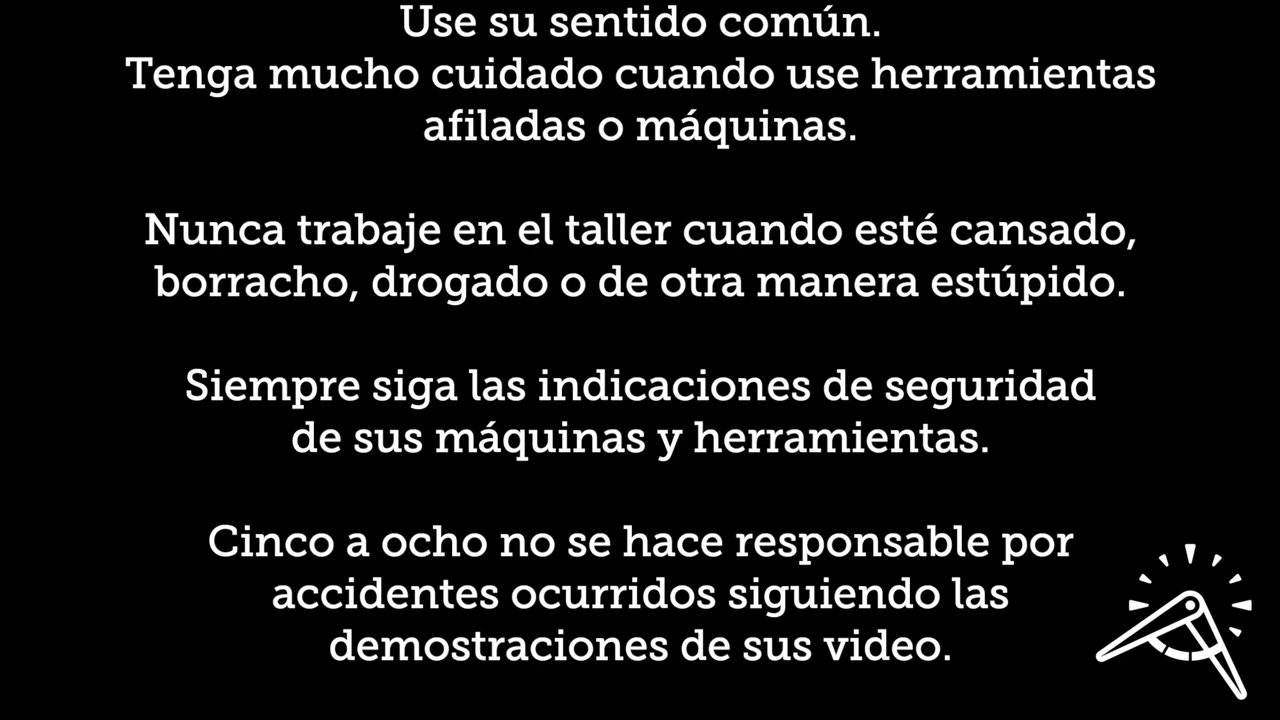 Use su sentido común.
Tenga mucho cuidado cuando use herramientas
afiladas o máquinas.
Nunca trabaje en el taller cuando esté cansado,
borracho, drogado o de otra manera estúpido.
Siempre siga las indicaciones de seguridad
de sus máquinas y herramientas.
Cinco a ocho no se hace responsable por
accidentes ocurridos siguiendo las
demostraciones de sus video.